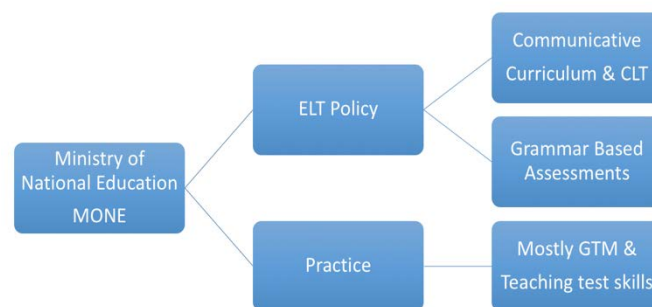 Communicative
Curriculum & CLT
ELT Policy
Grammar Based
Assessments
Ministry of
National Education
MONE
Practice
Mostly GTM &
Teaching test skills